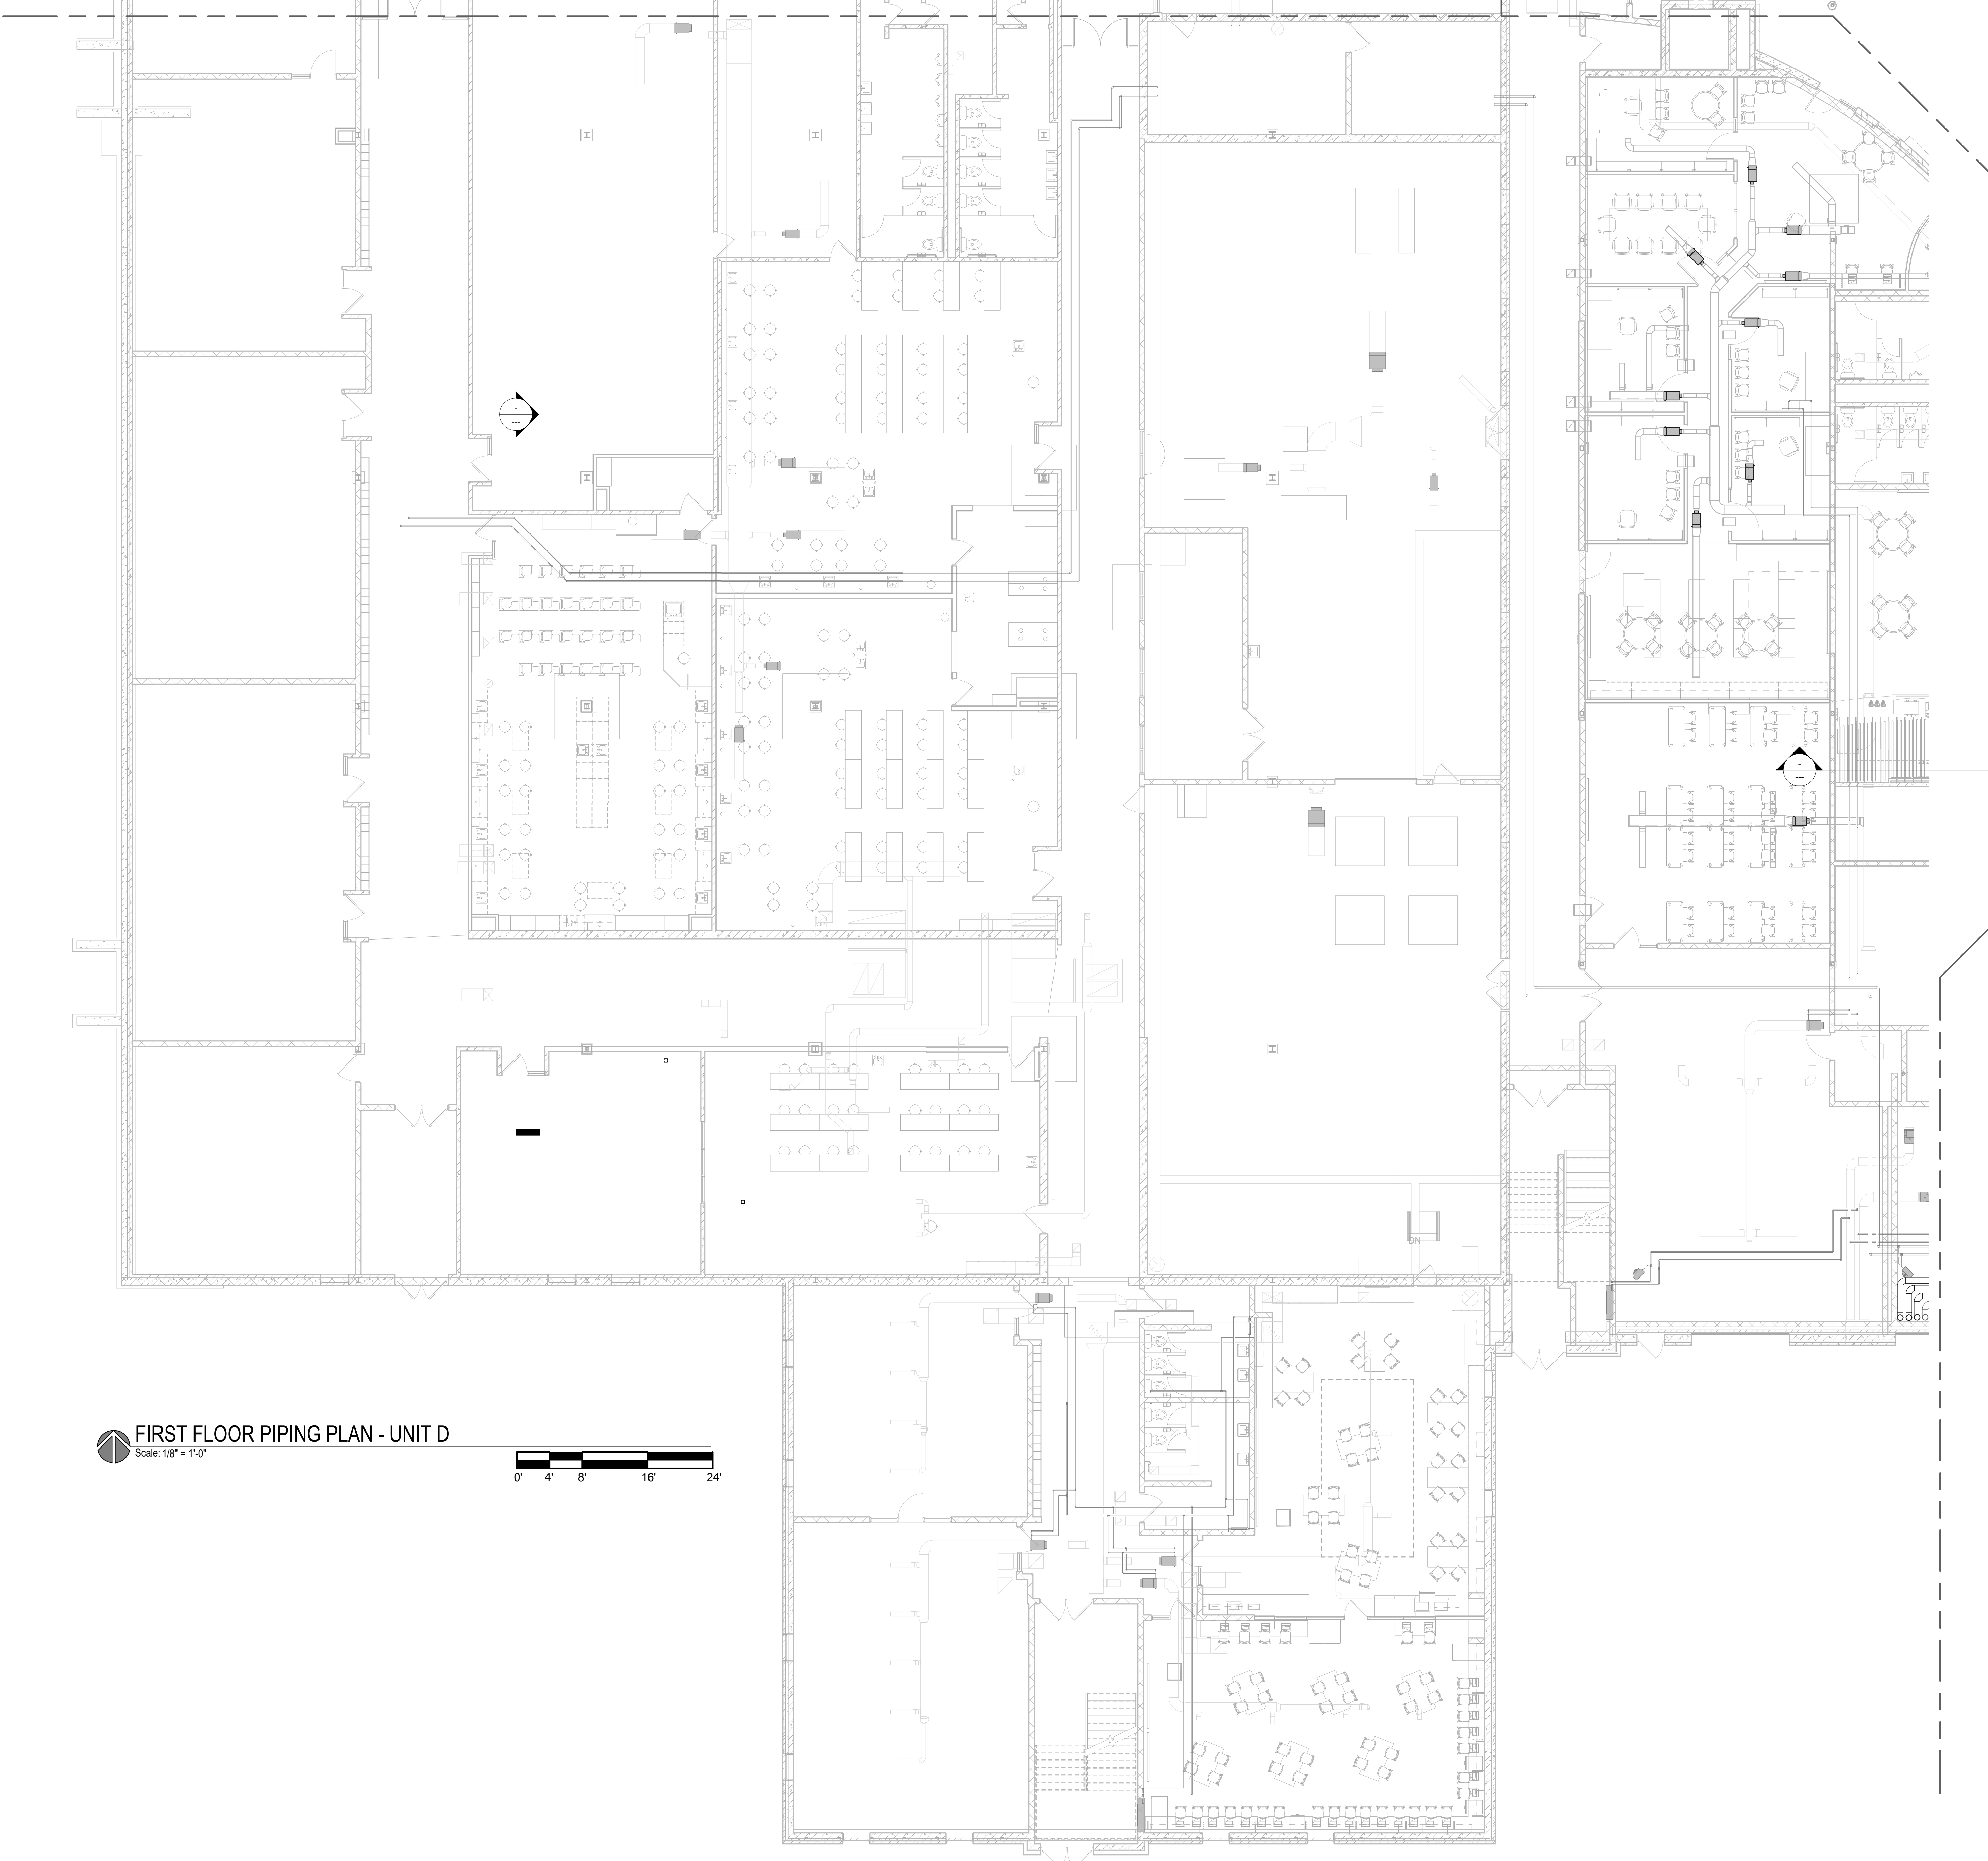 -
---
-
---
DN
FIRST FLOOR PIPING PLAN - UNIT D
Scale: 1/8" = 1'-0"
0' 4' 8' 16' 24'